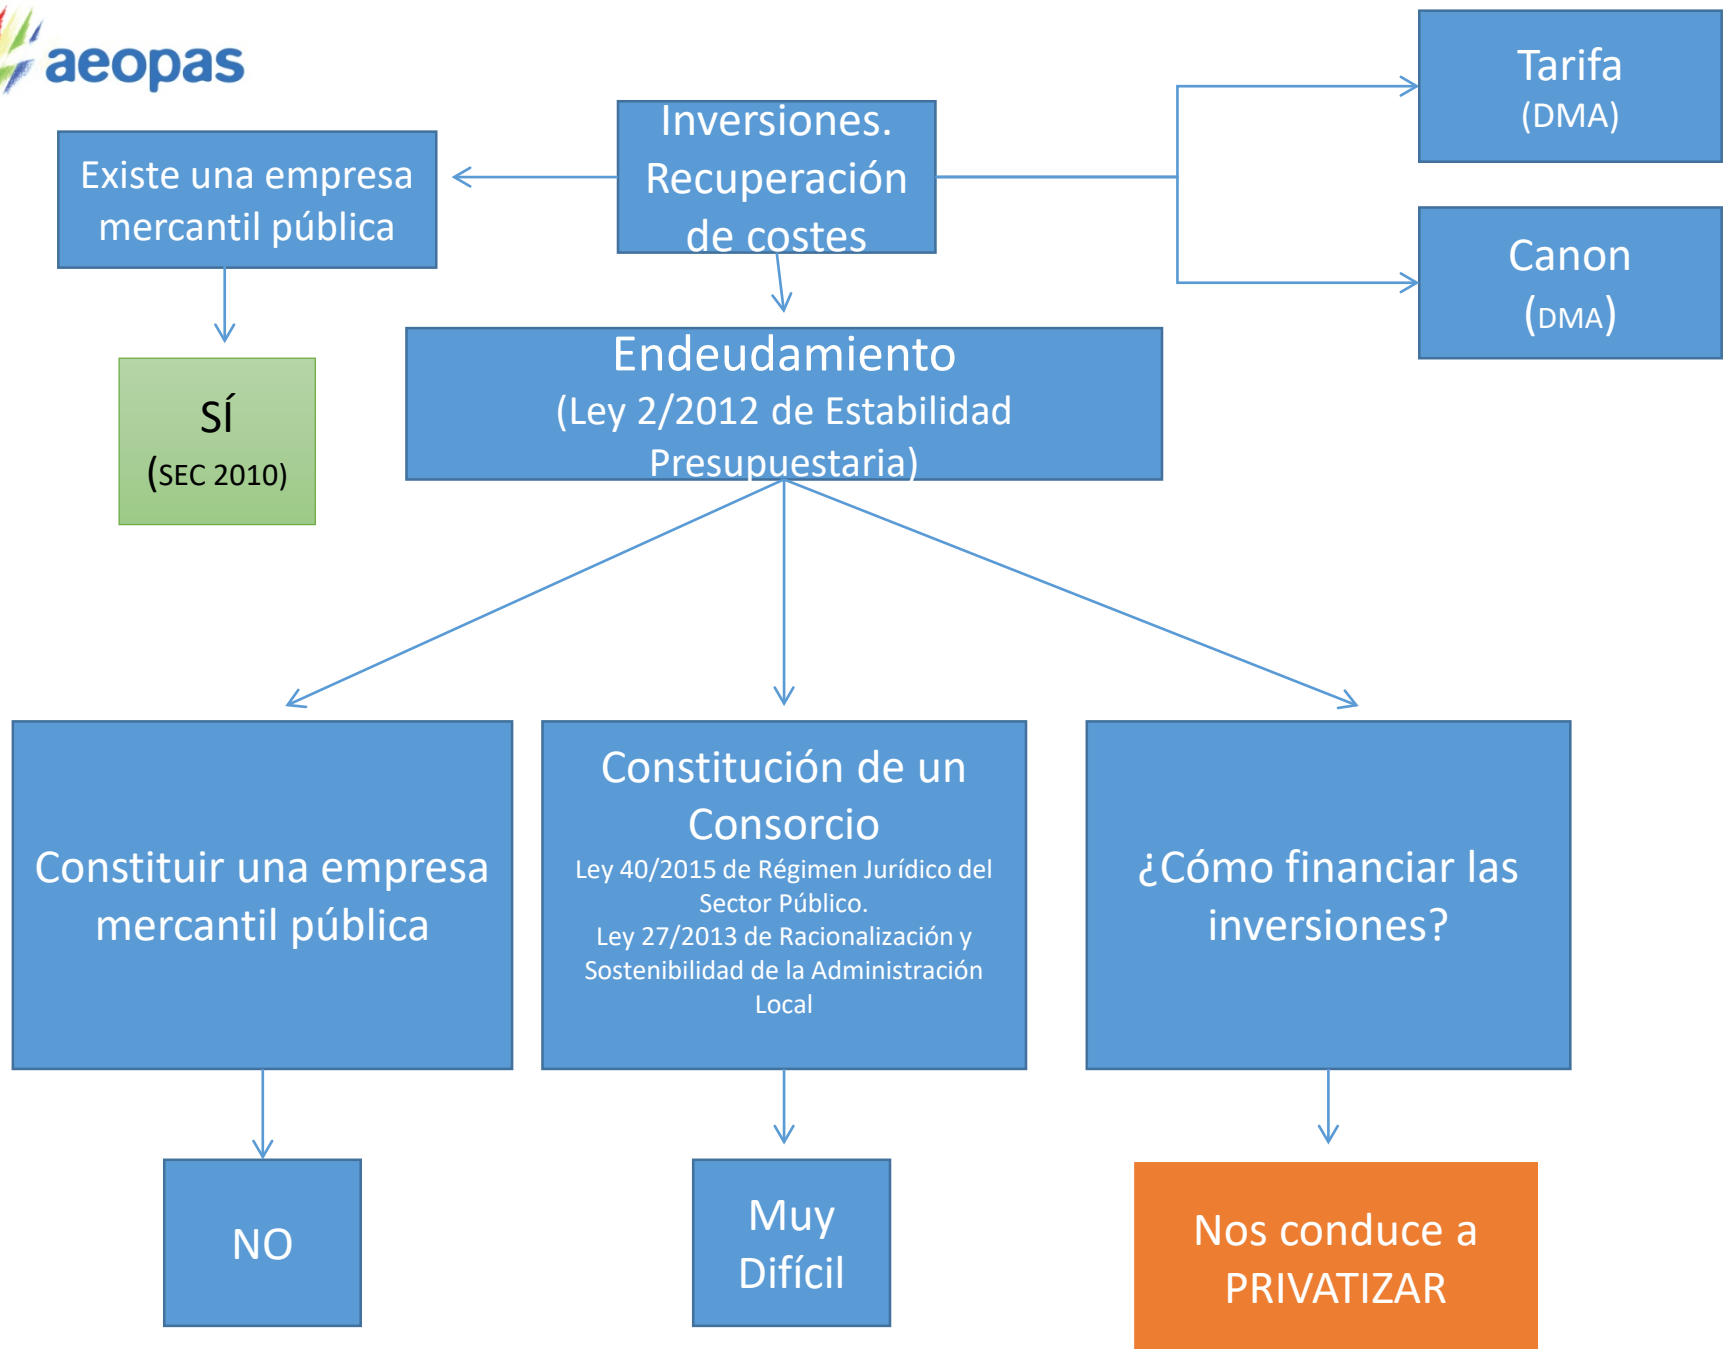 aeopas
Tarifa
(DMA)
Inversiones.
Recuperación
de costes
Existe una empresa
mercantil pública
Canon
(DMA)
Endeudamiento
(Ley 2/2012 de Estabilidad
Presupuestaria)
SÍ
(SEC 2010)
Constituir una empresa
mercantil pública
Constitución de un
Consorcio
Ley 40/2015 de Régimen Jurídico del
Sector Público.
Ley 27/2013 de Racionalización y
Sostenibilidad de la Administración
Local
¿Cómo financiar las
inversiones?
NO
Muy
Difícil
Nos conduce a
PRIVATIZAR